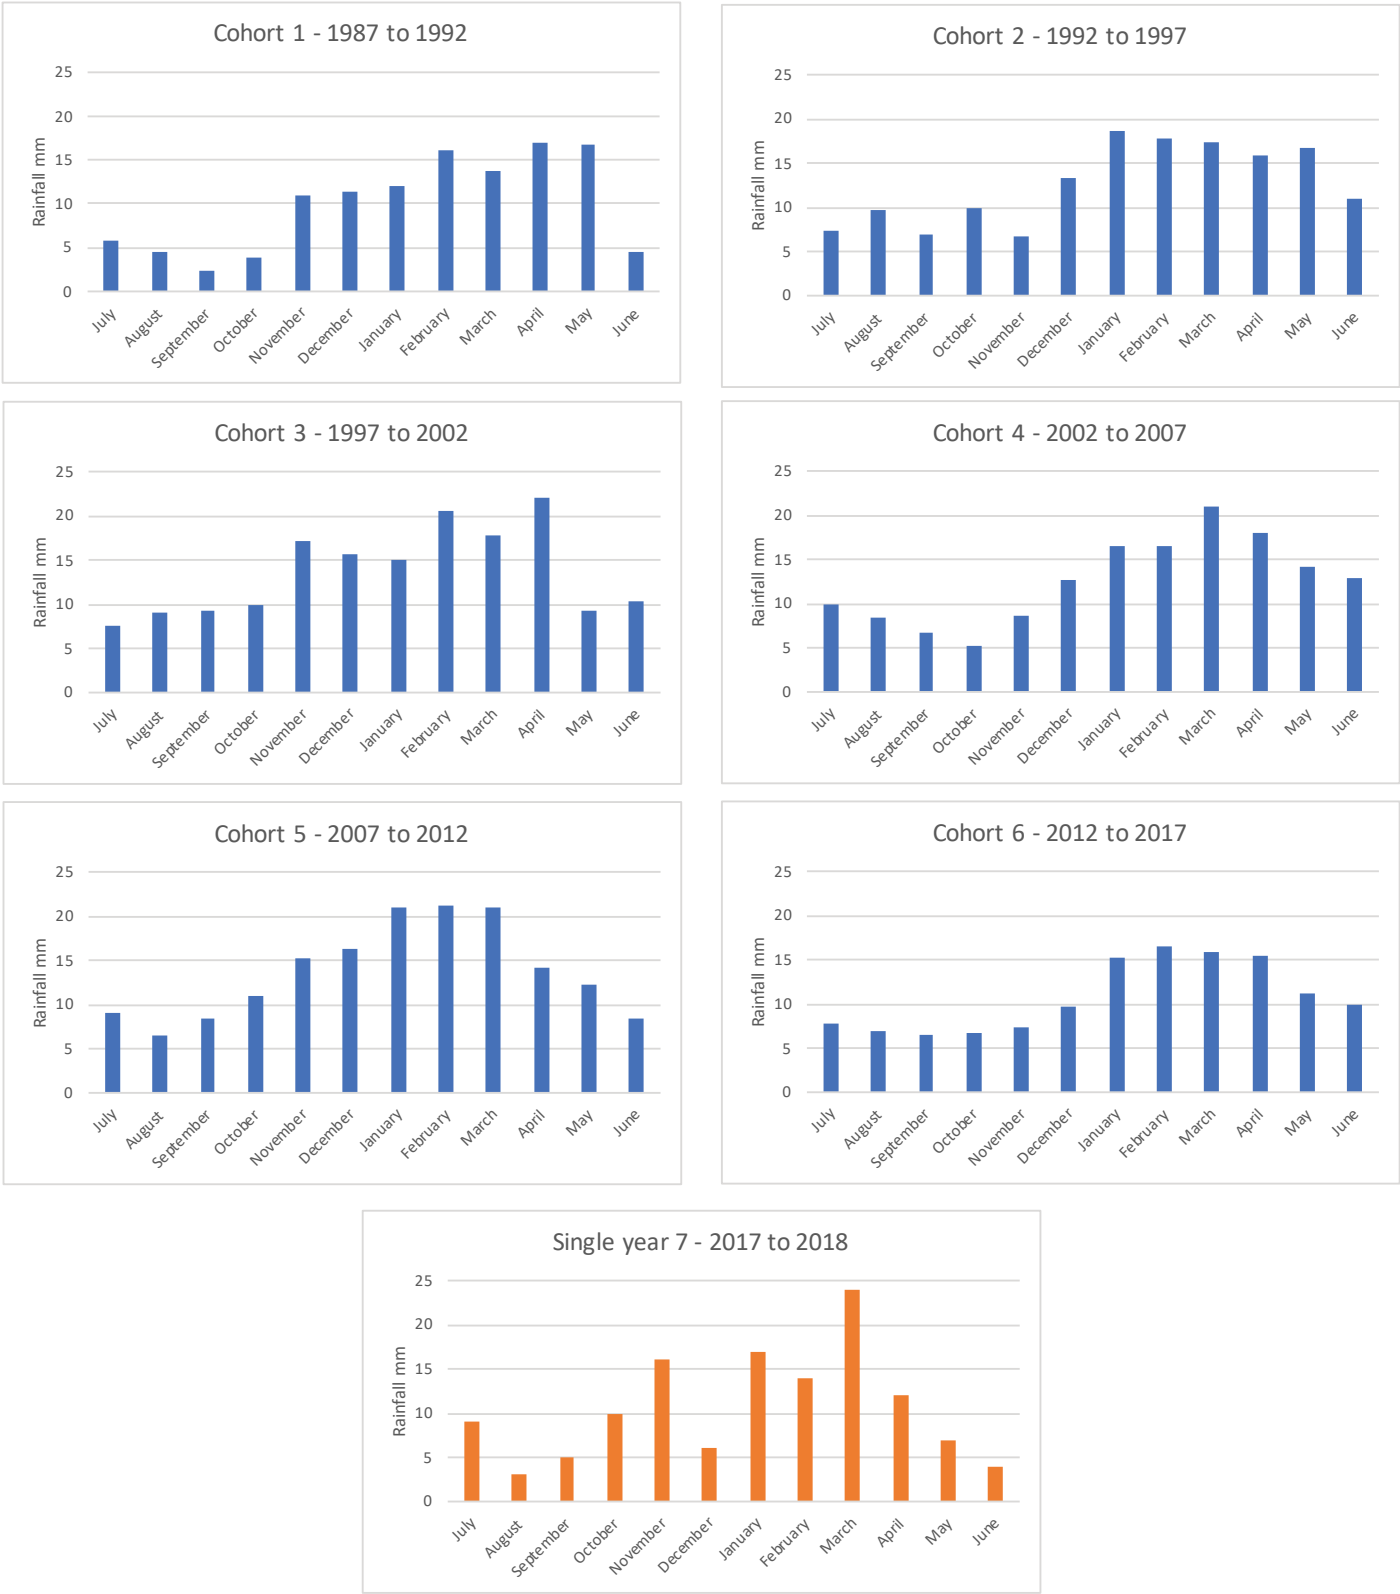 Cohort 1 - 1987 to 1992
Rainfall mm
25
20
15
10
5
0
July
August
September
October
November
December
January
February
March
April
May
June
Cohort 2 - 1992 to 1997
Rainfall mm
25
20
15
10
5
0
July
August
September
October
November
December
January
February
March
April
May
June
Cohort 3 - 1997 to 2002
Rainfall mm
25
20
15
10
5
0
July
August
September
October
November
December
January
February
March
April
May
June
Cohort 4 - 2002 to 2007
Rainfall mm
25
20
15
10
5
0
July
August
September
October
November
December
January
February
March
April
May
June
Cohort 5 - 2007 to 2012
Rainfall mm
25
20
15
10
5
0
July
August
September
October
November
December
January
February
March
April
May
June
Cohort 6 - 2012 to 2017
Rainfall mm
25
20
15
10
5
0
July
August
September
October
November
December
January
February
March
April
May
June
Single year 7 - 2017 to 2018
Rainfall mm
25
20
15
10
5
0
July
August
September
October
November
December
January
February
March
April
May
June